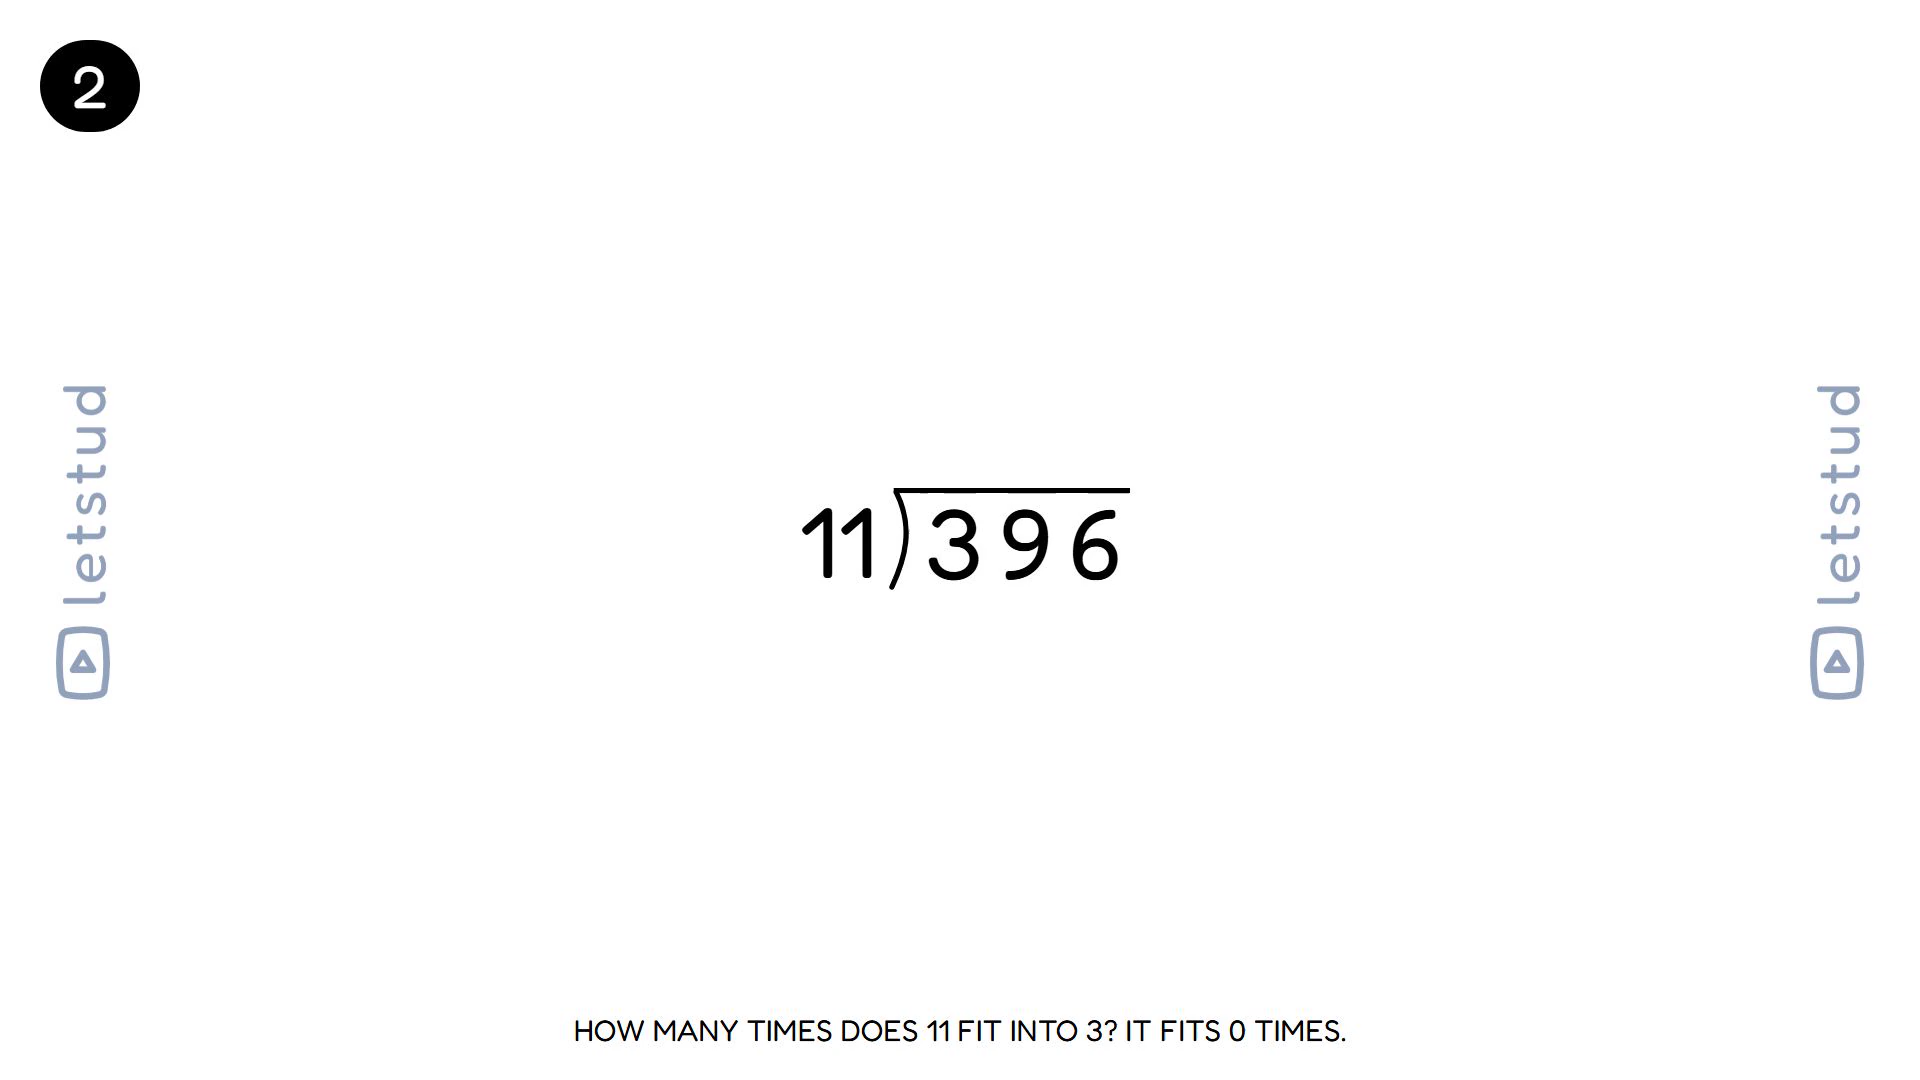 2
letstud
11)396
letstud
HOW MANY TIMES DOES 11 FIT INTO 3? IT FITS 0 TIMES.